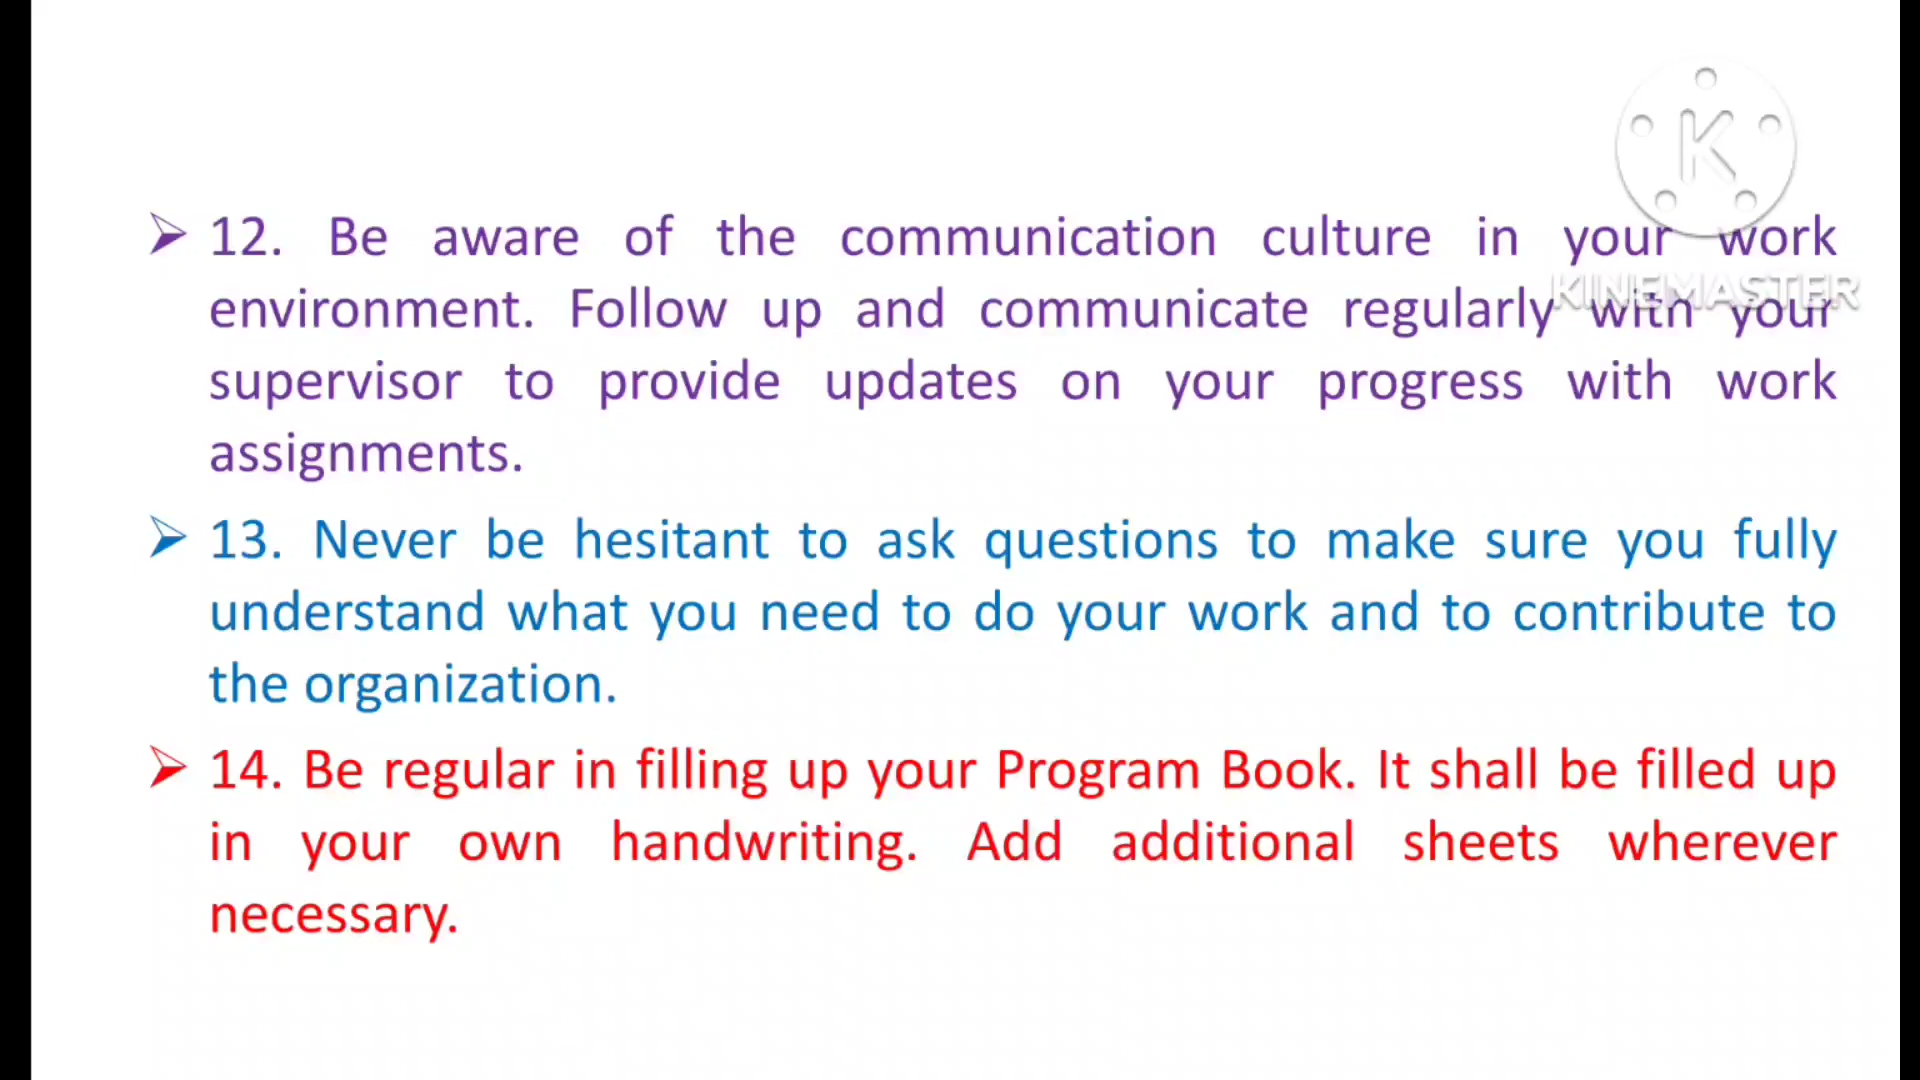 K
KINEMASTER
➢ 12. Be aware of the communication culture in your work
environment. Follow up and communicate regularly with your
supervisor to provide updates on your progress with work
assignments.
➢ 13. Never be hesitant to ask questions to make sure you fully
understand what you need to do your work and to contribute to
the organization.
➢ 14. Be regular in filling up your Program Book. It shall be filled up
in your own handwriting. Add additional sheets wherever
necessary.